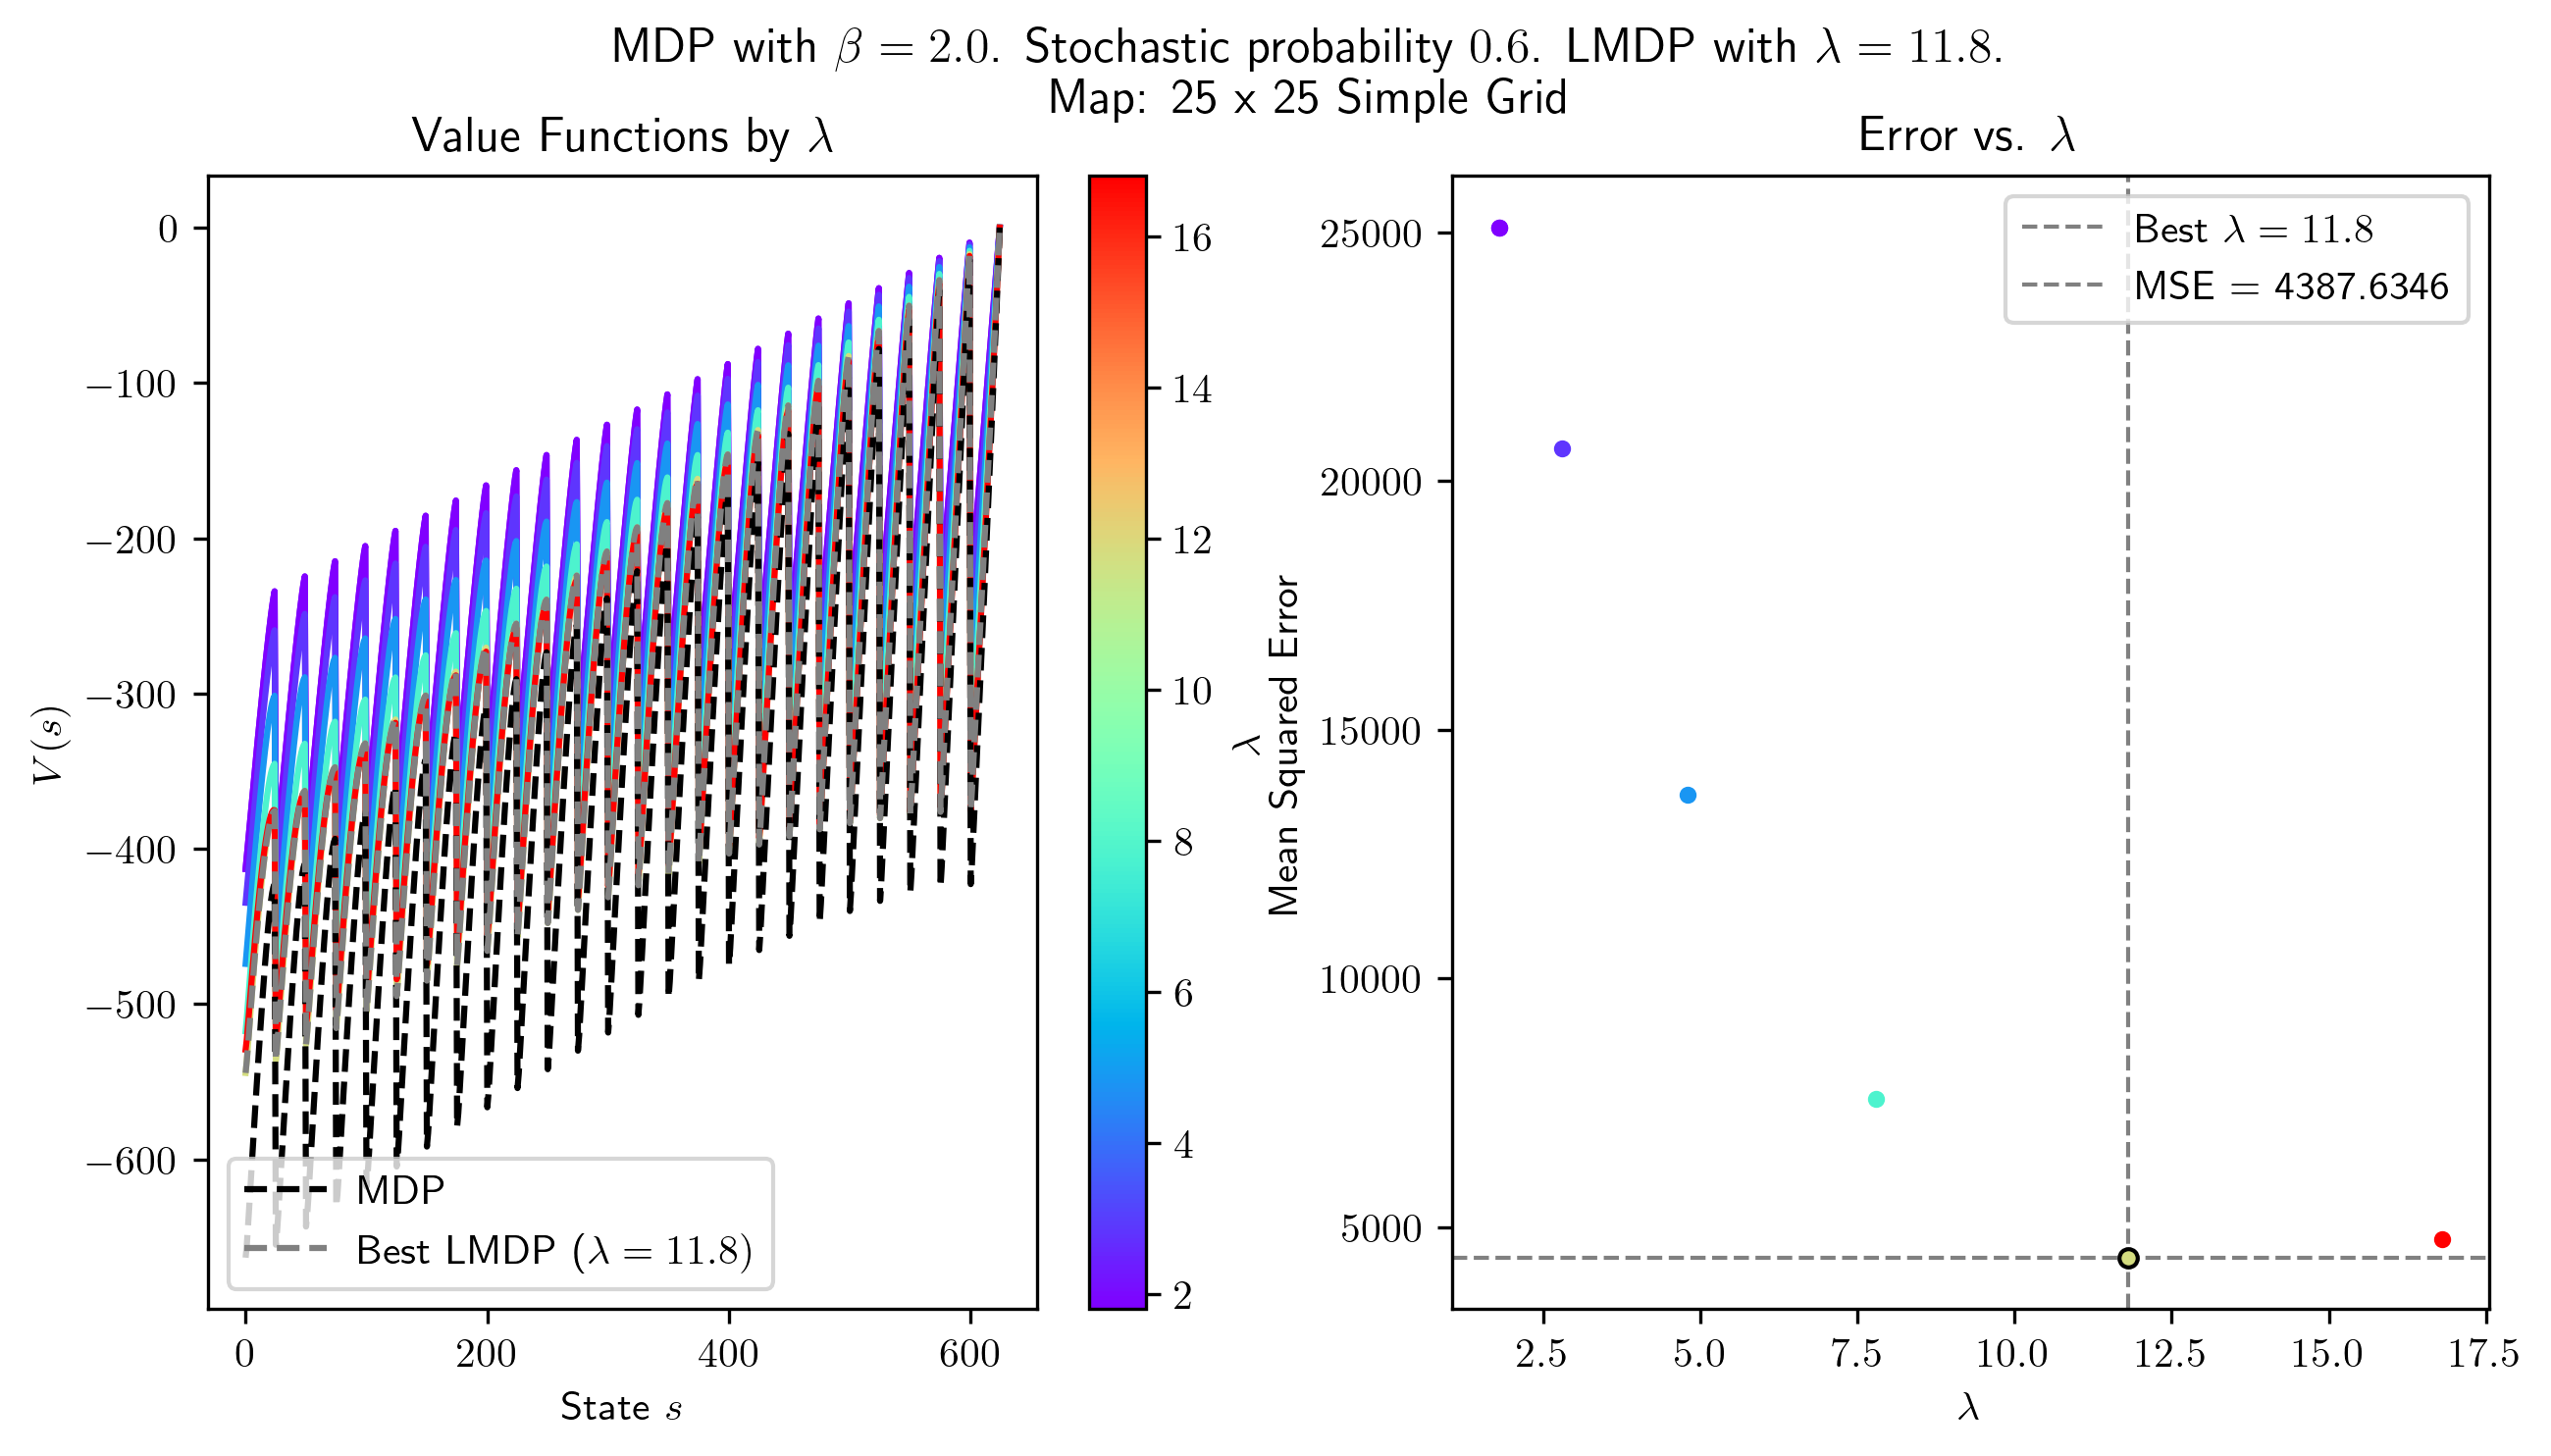 MDP with β = 2.0. Stochastic probability 0.6. LMDP with λ = 11.8.
Map: 25 x 25 Simple Grid
Value Functions by λ
0
−100
−200
−300
−400
−500
−600
V(s)
MDP
Best LMDP (λ = 11.8)
0
200
400
600
State s
16
14
12
10
8
6
4
2
λ
Error vs. λ
Mean Squared Error
25000
20000
15000
10000
5000
Best λ = 11.8
MSE = 4387.6346
2.5
5.0
7.5
10.0
12.5
15.0
17.5
λ